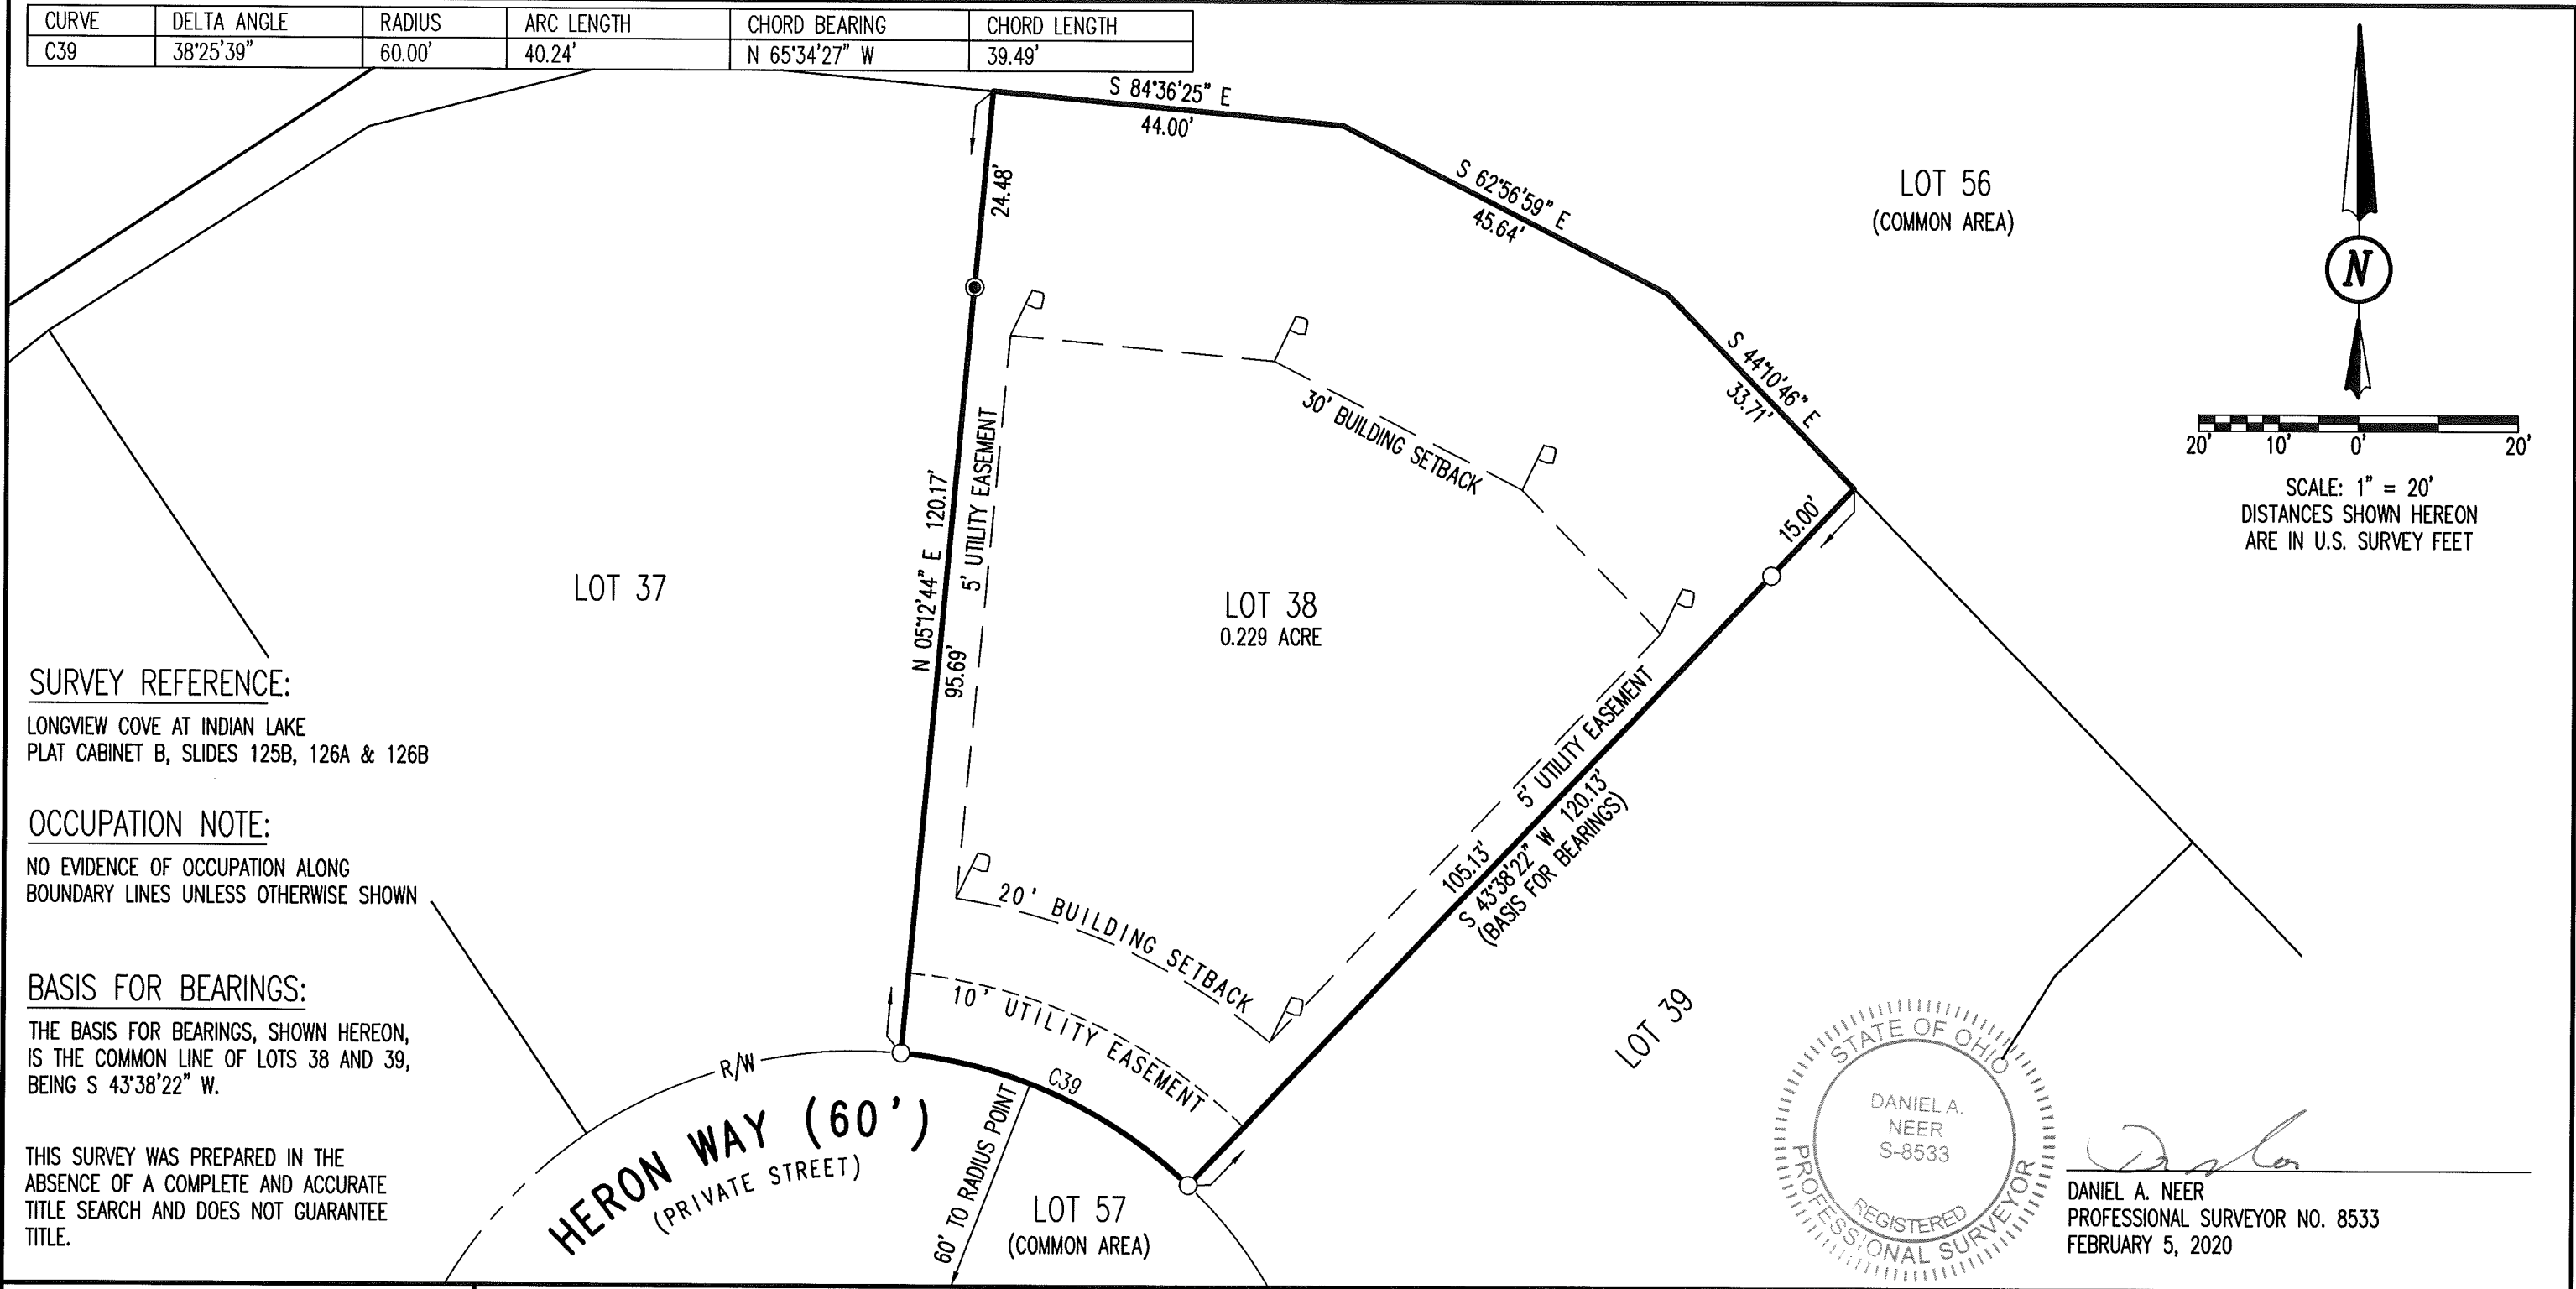 CURVE DELTA ANGLE RADIUS ARC LENGTH CHORD BEARING CHORD LENGTH
C39 38°25'39" 60.00' 40.24' N 65°34'27" W 39.49'
S 84°36'25" E
44.00'
S 62°56'59" E
45.64'
S 44°10'46" E
33.71'
24.48'
LOT 56
(COMMON AREA)
N
20' 10' 0' 20'
SCALE: 1" = 20'
DISTANCES SHOWN HEREON
ARE IN U.S. SURVEY FEET
30' BUILDING SETBACK
15.00'
N 05°12'44" E 120.17'
95.69'
5' UTILITY EASEMENT
LOT 37
LOT 38
0.229 ACRE
5' UTILITY EASEMENT
105.13'
S 43°38'22" W 120.13'
(BASIS FOR BEARINGS)
SURVEY REFERENCE:
LONGVIEW COVE AT INDIAN LAKE
PLAT CABINET B, SLIDES 125B, 126A & 126B
OCCUPATION NOTE:
NO EVIDENCE OF OCCUPATION ALONG
BOUNDARY LINES UNLESS OTHERWISE SHOWN
20' BUILDING SETBACK
10' UTILITY EASEMENT
BASIS FOR BEARINGS:
THE BASIS FOR BEARINGS, SHOWN HEREON,
IS THE COMMON LINE OF LOTS 38 AND 39,
BEING S 43°38'22" W.
THIS SURVEY WAS PREPARED IN THE
ABSENCE OF A COMPLETE AND ACCURATE
TITLE SEARCH AND DOES NOT GUARANTEE
TITLE.
R/W
C39
HERON WAY (60')
(PRIVATE STREET)
60' TO RADIUS POINT
LOT 57
(COMMON AREA)
LOT 39
STATE OF OHIO
DANIEL A.
NEER
S-8533
REGISTERED
PROFESSIONAL SURVEYOR
DANIEL A. NEER
PROFESSIONAL SURVEYOR NO. 8533
FEBRUARY 5, 2020